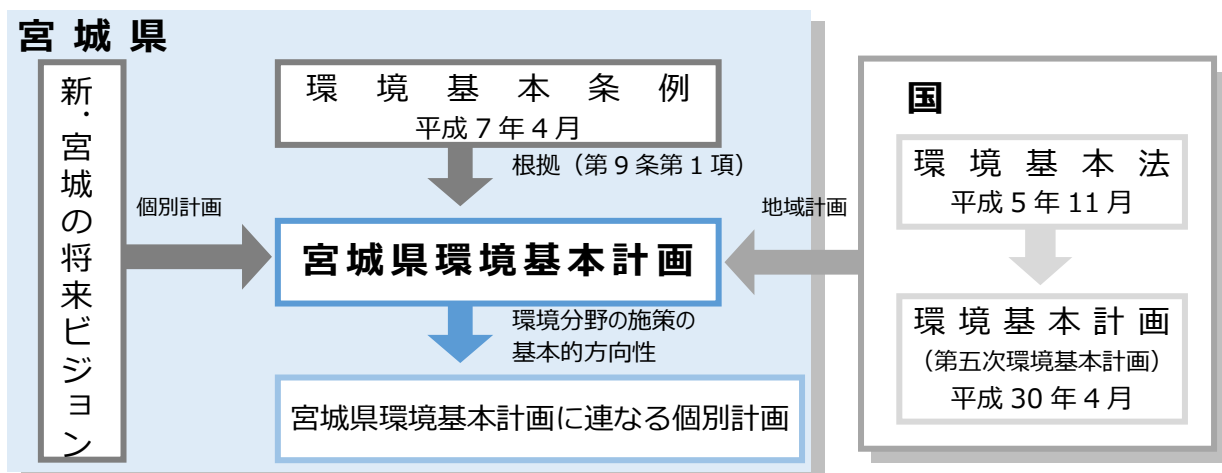 宮城県
新・宮城の将来ビジョン
環境基本条例
平成7年4月
根拠（第9条第1項）
個別計画
宮城県環境基本計画
地域計画
環境分野の施策の
基本的方向性
宮城県環境基本計画に連なる個別計画
国
環境基本法
平成5年11月
環境基本計画
（第五次環境基本計画）
平成30年4月